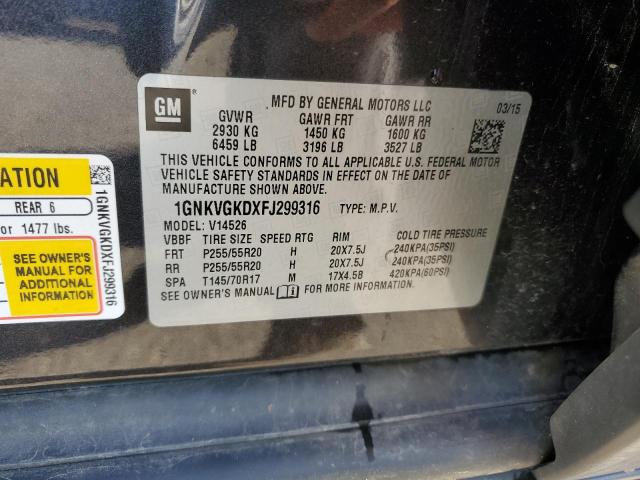 GM
MFD BY GENERAL MOTORS LLC 03/15
GVWR GAWR FRT GAWR RR
2930 KG 1450 KG 1600 KG
6459 LB 3196 LB 3527 LB
THIS VEHICLE CONFORMS TO ALL APPLICABLE U.S. FEDERAL MOTOR
VEHICLE SAFETY STANDARDS IN EFFECT ON THE DATE OF
MANUFACTURE SHOWN ABOVE.
1GNKVGKDXFJ299316 TYPE: M.P.V.
MODEL: V14526
VBBF TIRE SIZE SPEED RTG RIM COLD TIRE PRESSURE
FRT P255/55R20 H 20X7.5J 240KPA(35PSI)
RR P255/55R20 H 20X7.5J 240KPA(35PSI)
SPA T145/70R17 M 17X4.5B 420KPA(60PSI)
SEE OWNER'S MANUAL FOR MORE INFORMATION.
ATION
REAR 6
or 1477 lbs.
SEE OWNER'S
MANUAL FOR
ADDITIONAL
INFORMATION
1GNKVGKDXFJ299316